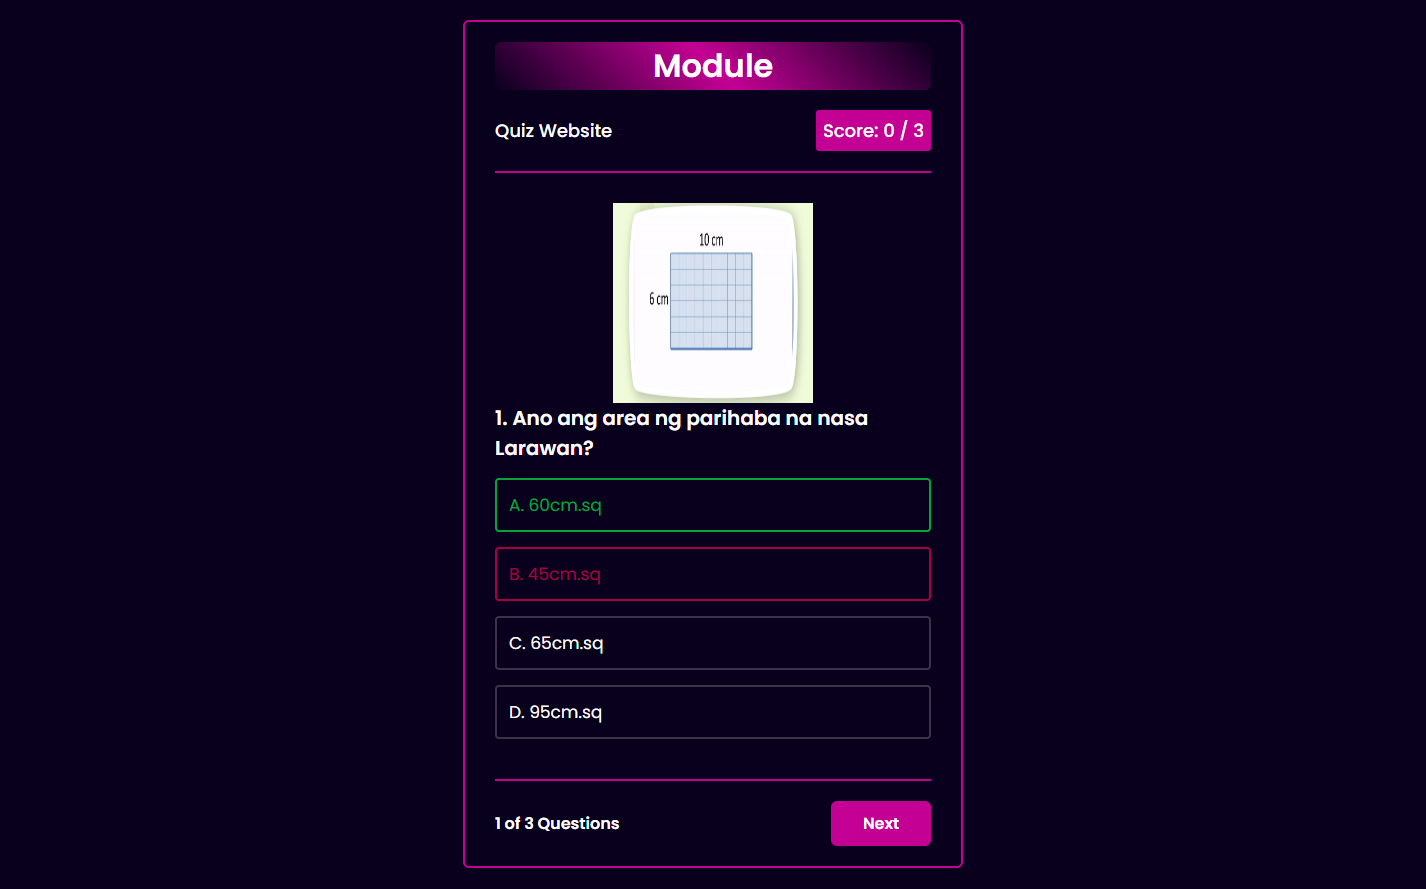 Module
Quiz Website
Score: 0 / 3
10 cm
6 cm
1. Ano ang area ng parihaba na nasa
Larawan?
A. 60cm.sq
B. 45cm.sq
C. 65cm.sq
D. 95cm.sq
1 of 3 Questions
Next